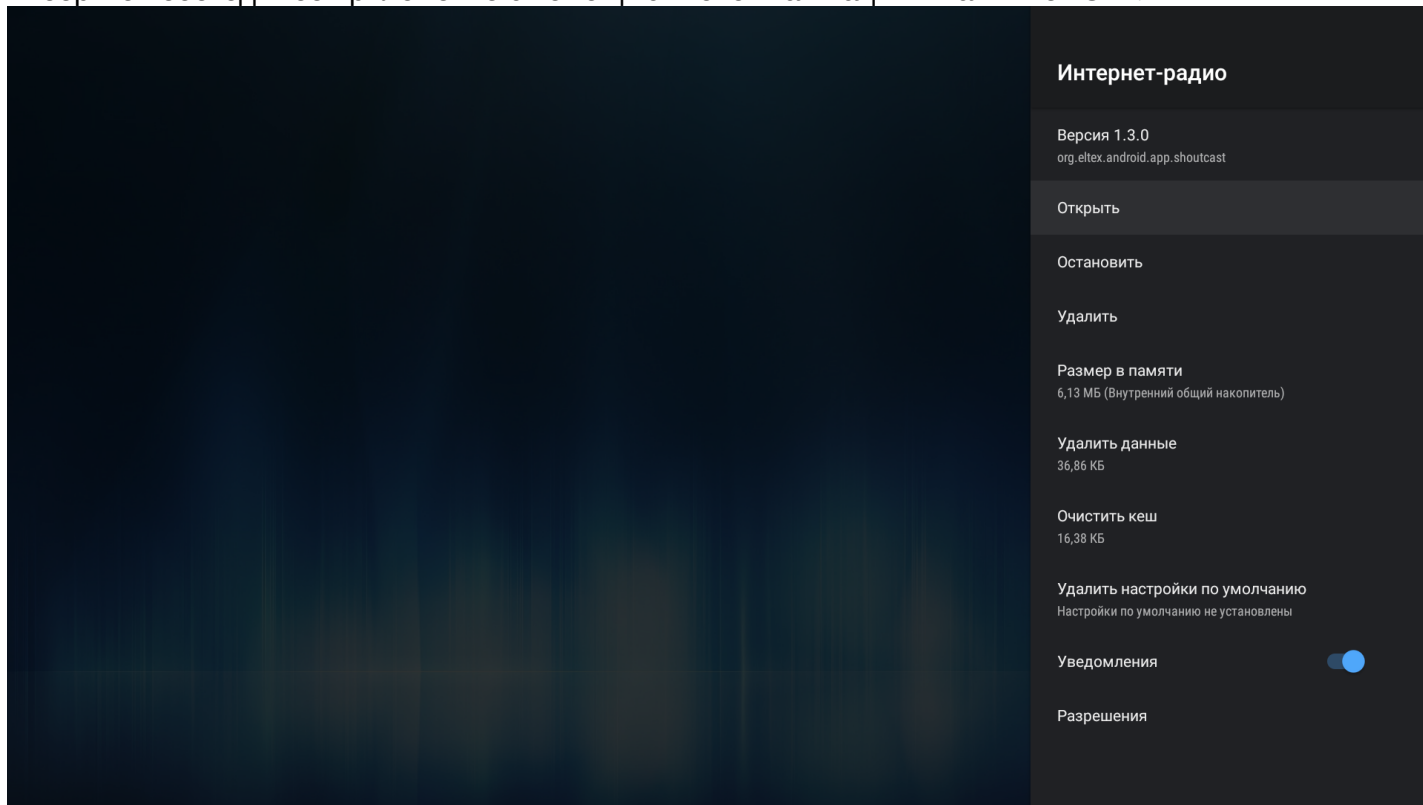 Интернет-радио
Версия 1.3.0
org.eltex.android.app.shoutcast
Открыть
Остановить
Удалить
Размер в памяти
6,13 МБ (Внутренний общий накопитель)
Удалить данные
36,86 КБ
Очистить кеш
16,38 КБ
Удалить настройки по умолчанию
Настройки по умолчанию не установлены
Уведомления
Разрешения